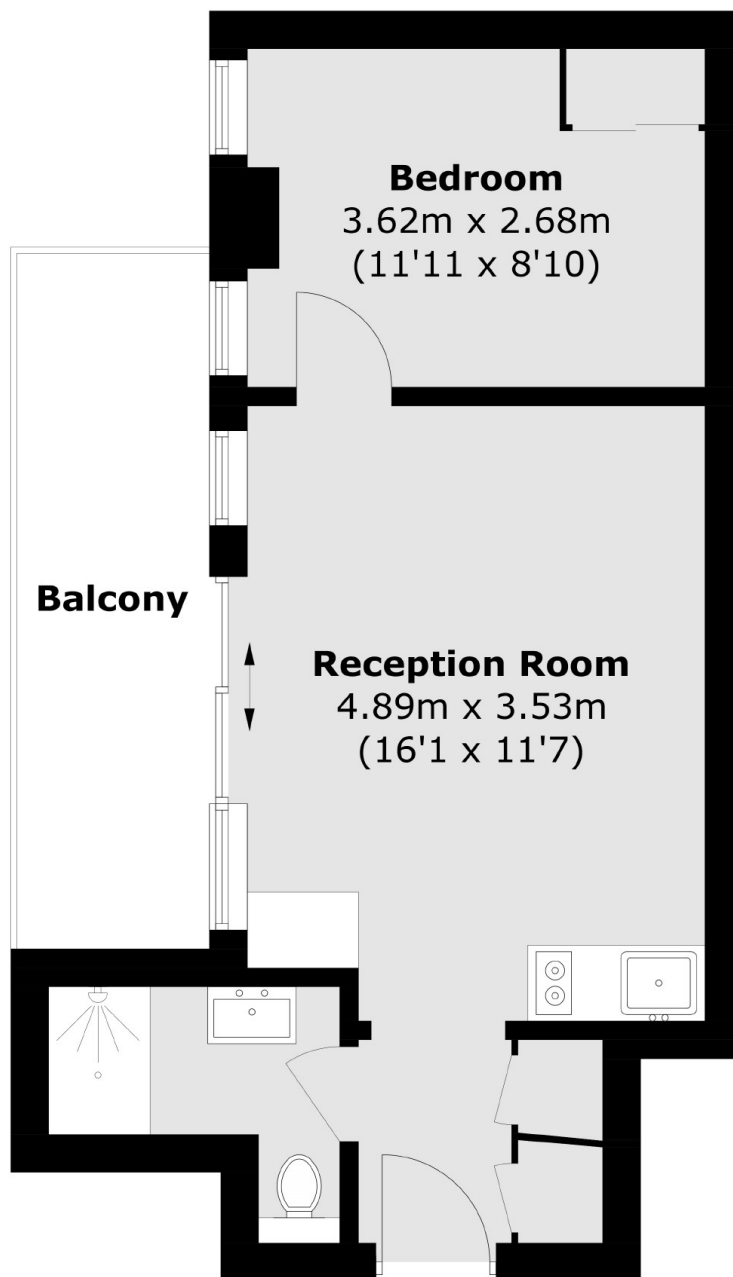 Bedroom
3.62m x 2.68m
(11'11 x 8'10)
Balcony
Reception Room
4.89m x 3.53m
(16'1 x 11'7)